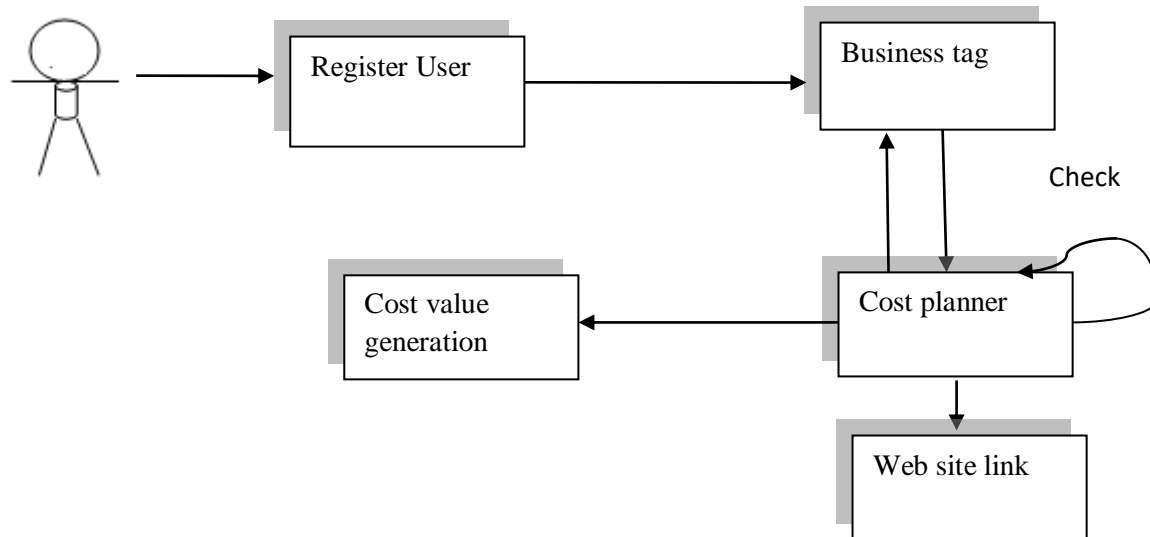 Register User
Business tag
Check
Cost value
generation
Cost planner
Web site link